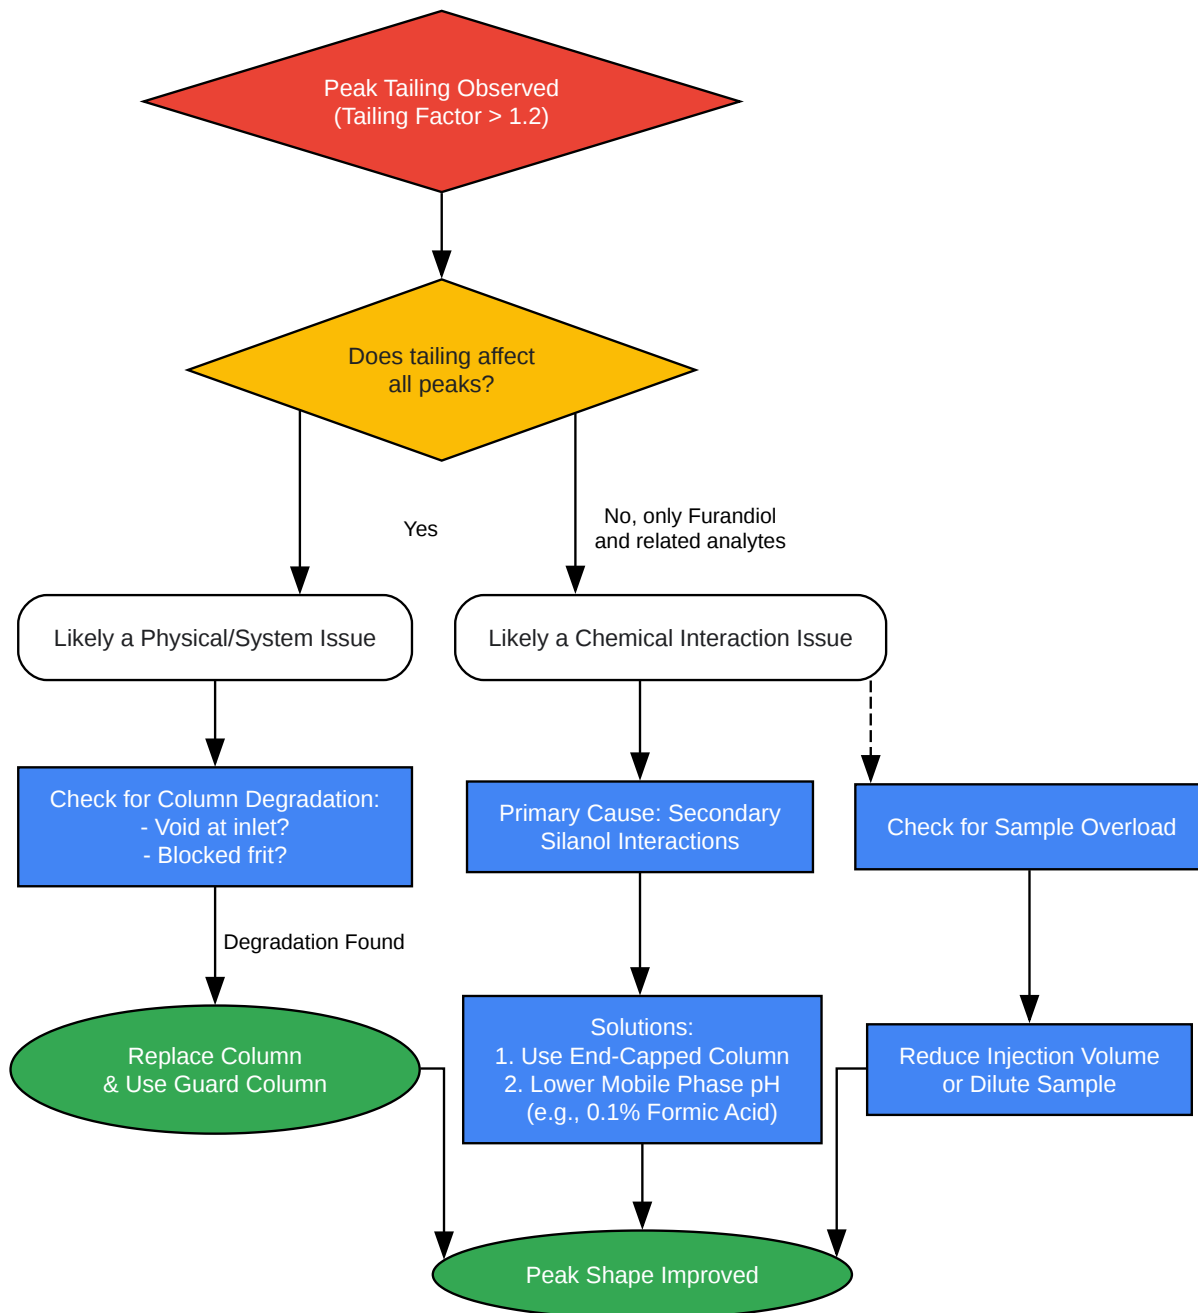 Peak Tailing Observed
(Tailing Factor > 1.2)
Does tailing affect
all peaks?
Yes
No, only Furandiol
and related analytes
Likely a Physical/System Issue
Likely a Chemical Interaction Issue
Check for Column Degradation:
- Void at inlet?
- Blocked frit?
Primary Cause: Secondary
Silanol Interactions
Check for Sample Overload
Degradation Found
Replace Column
& Use Guard Column
Solutions:
1. Use End-Capped Column
2. Lower Mobile Phase pH
(e.g., 0.1% Formic Acid)
Reduce Injection Volume
or Dilute Sample
Peak Shape Improved